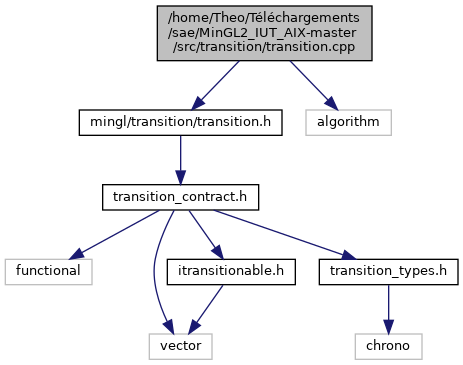 /home/Theo/Téléchargements
/sae/MinGL2_IUT_AIX-master
/src/transition/transition.cpp
mingl/transition/transition.h
algorithm
transition_contract.h
functional
itransitionable.h
transition_types.h
vector
chrono